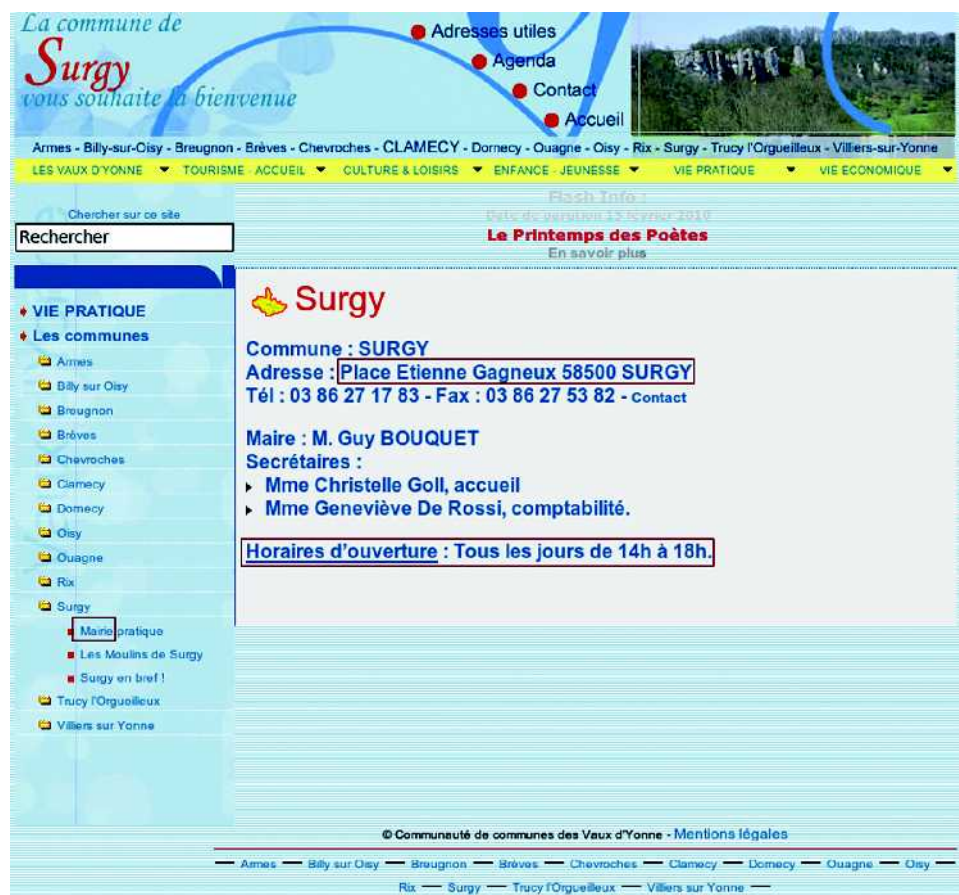 La commune de
Surgy
vous souhaite la bienvenue
Adresses utiles
Agenda
Contact
Accueil
Armes - Billy-sur-Oisy - Breugnon - Brèves - Chevroches - CLAMECY - Dornecy - Ouagne - Oisy - Rix - Surgy - Trucy l'Orgueilleux - Villiers-sur-Yonne
LES VAUX D'YONNE TOURISME - ACCUEIL CULTURE & LOISIRS ENFANCE - JEUNESSE VIE PRATIQUE VIE ECONOMIQUE
Flash Info :
Date de parution 15 février 2010
Le Printemps des Poètes
En savoir plus
Chercher sur ce site
Rechercher
VIE PRATIQUE
Les communes
Armes
Billy sur Oisy
Breugnon
Brèves
Chevroches
Clamecy
Dornecy
Oisy
Ouagne
Rix
Surgy
Mairie pratique
Les Moulins de Surgy
Surgy en bref !
Trucy l'Orgueilleux
Villiers sur Yonne
Surgy
Commune : SURGY
Adresse : Place Etienne Gagneux 58500 SURGY
Tél : 03 86 27 17 83 - Fax : 03 86 27 53 82 - Contact
Maire : M. Guy BOUQUET
Secrétaires :
Mme Christelle Goll, accueil
Mme Geneviève De Rossi, comptabilité.
Horaires d'ouverture : Tous les jours de 14h à 18h.
© Communauté de communes des Vaux d'Yonne - Mentions légales
— Armes — Billy sur Oisy — Breugnon — Brèves — Chevroches — Clamecy — Dornecy — Ouagne — Oisy —
Rix — Surgy — Trucy l'Orgueilleux — Villiers sur Yonne —